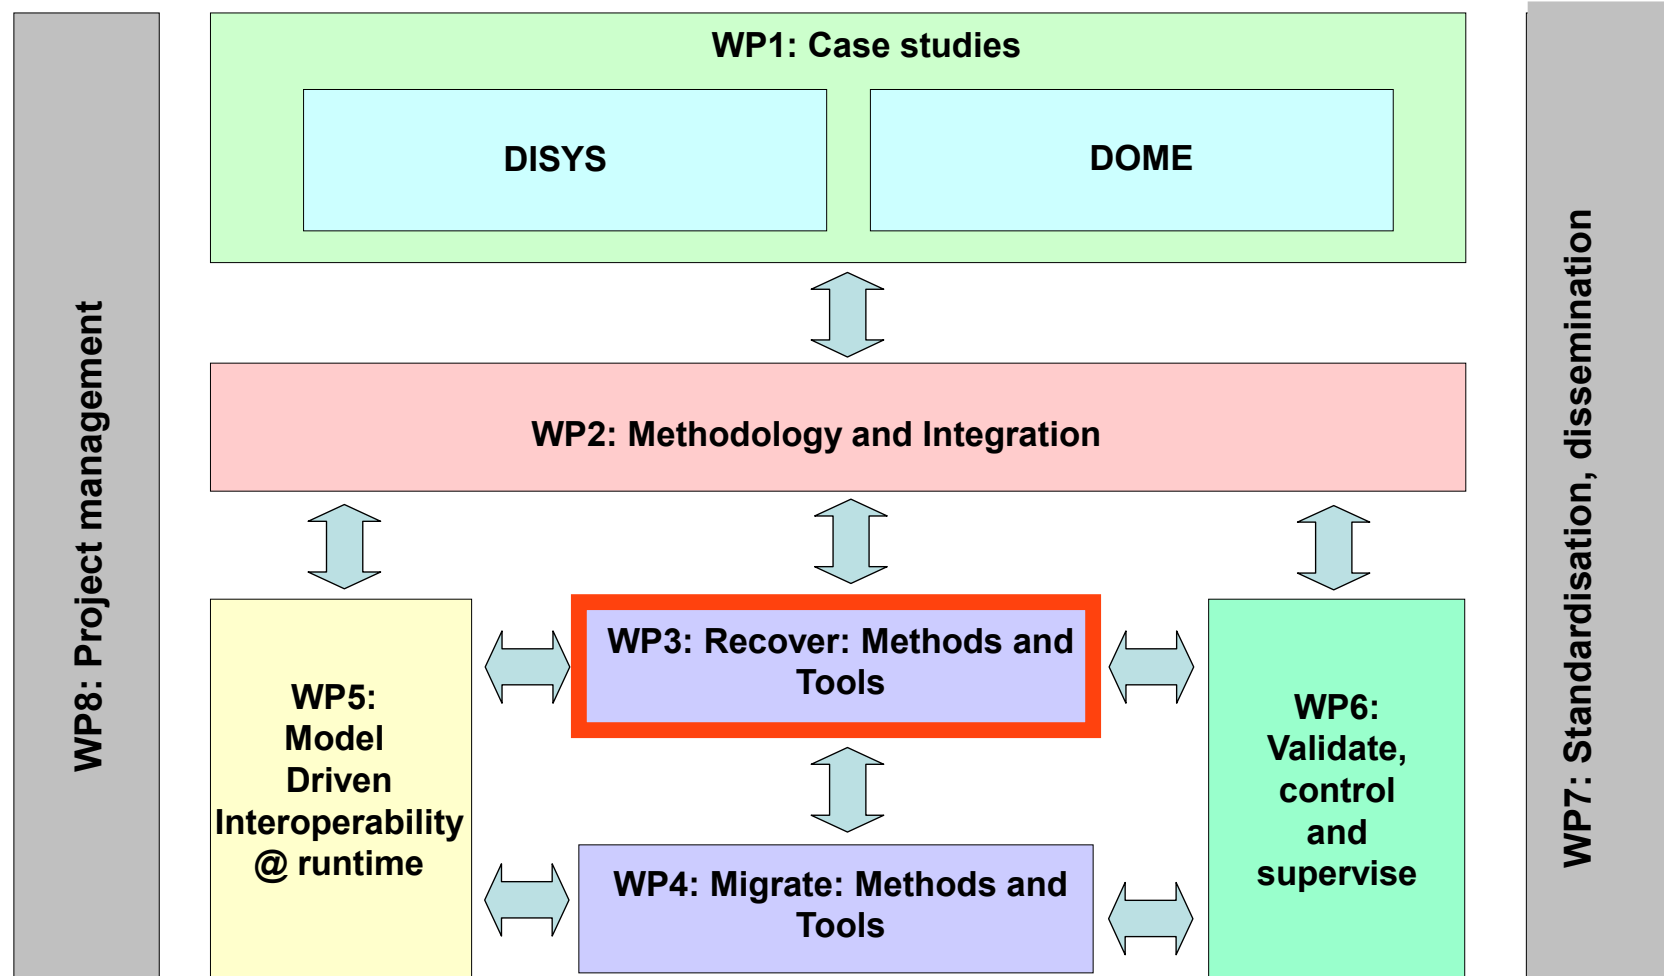 WP8: Project management
WP1: Case studies
DISYS
DOME
WP2: Methodology and Integration
WP5:
Model
Driven
Interoperability
@ runtime
WP3: Recover: Methods and
Tools
WP4: Migrate: Methods and
Tools
WP6:
Validate,
control
and
supervise
WP7: Standardisation, dissemination